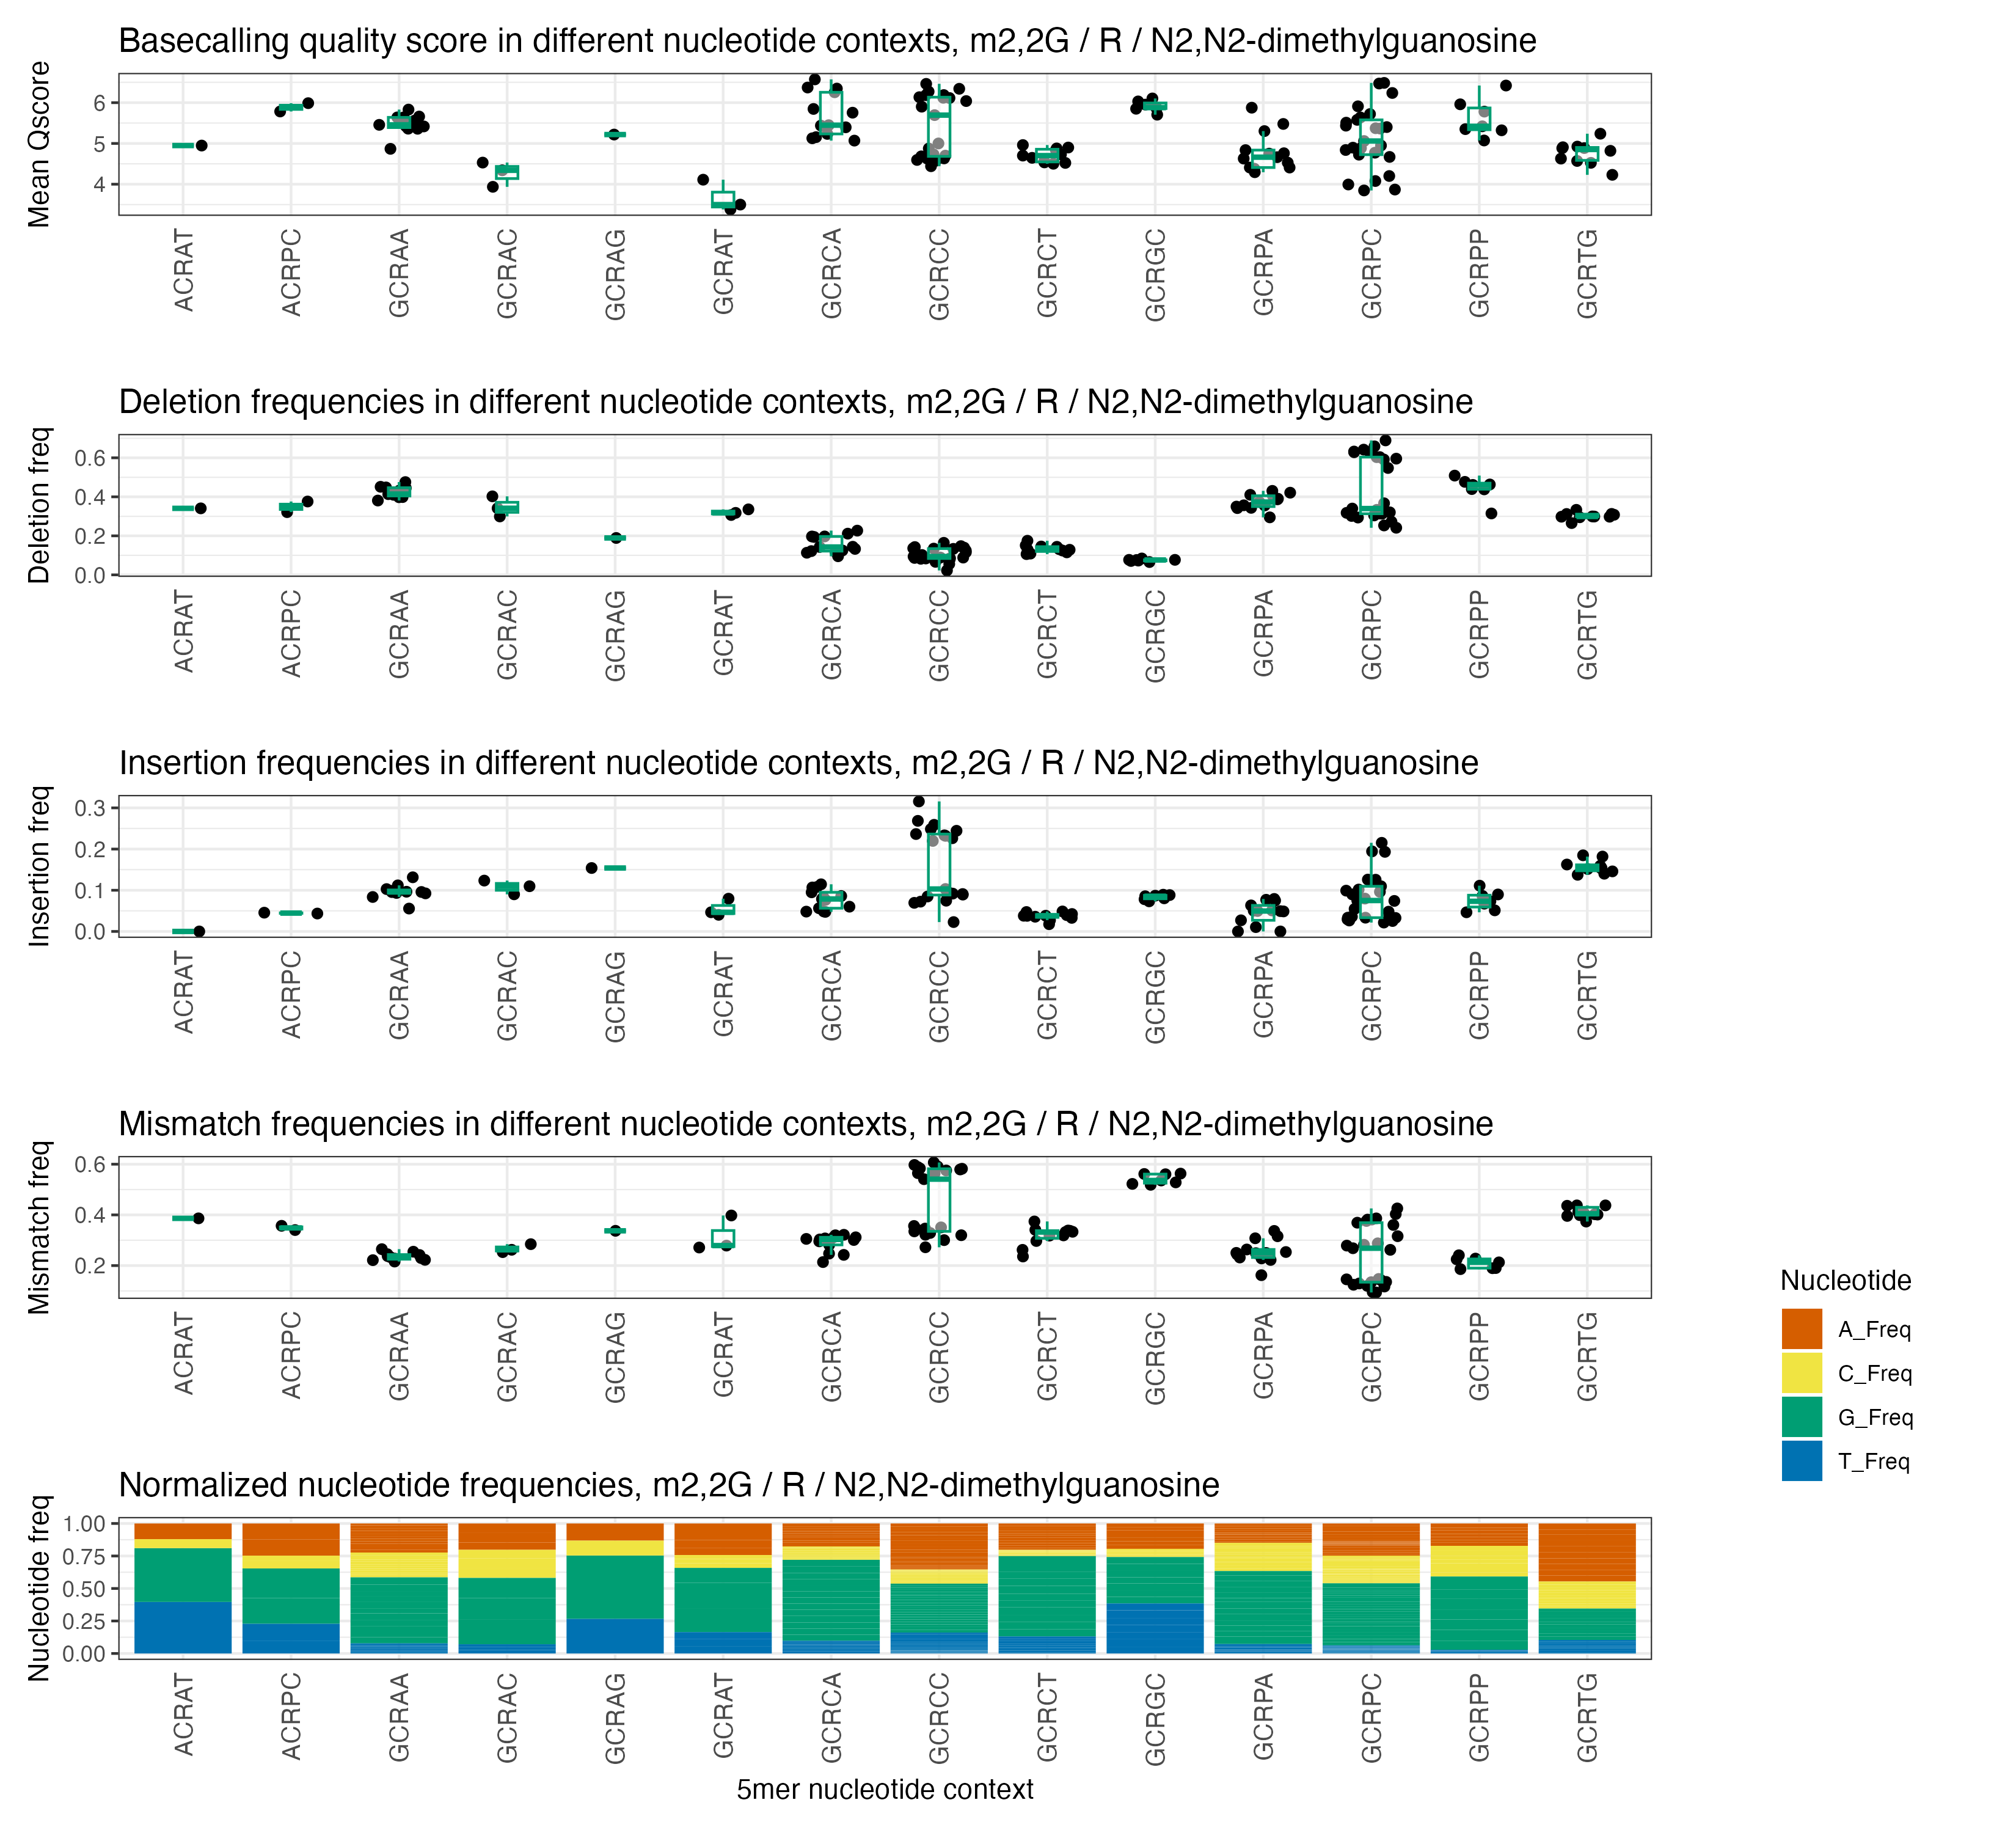 Basecalling quality score in different nucleotide contexts, m2,2G / R / N2,N2-dimethylguanosine
Mean Qscore
6
5
4
ACRAT ACRPC GCRAA GCRAC GCRAG GCRAT GCRCA GCRCC GCRCT GCRGC GCRPA GCRPC GCRPP GCRTG
Deletion frequencies in different nucleotide contexts, m2,2G / R / N2,N2-dimethylguanosine
Deletion freq
0.6
0.4
0.2
0.0
ACRAT ACRPC GCRAA GCRAC GCRAG GCRAT GCRCA GCRCC GCRCT GCRGC GCRPA GCRPC GCRPP GCRTG
Insertion frequencies in different nucleotide contexts, m2,2G / R / N2,N2-dimethylguanosine
Insertion freq
0.3
0.2
0.1
0.0
ACRAT ACRPC GCRAA GCRAC GCRAG GCRAT GCRCA GCRCC GCRCT GCRGC GCRPA GCRPC GCRPP GCRTG
Mismatch frequencies in different nucleotide contexts, m2,2G / R / N2,N2-dimethylguanosine
Mismatch freq
0.6
0.4
0.2
ACRAT ACRPC GCRAA GCRAC GCRAG GCRAT GCRCA GCRCC GCRCT GCRGC GCRPA GCRPC GCRPP GCRTG
Normalized nucleotide frequencies, m2,2G / R / N2,N2-dimethylguanosine
Nucleotide freq
1.00
0.75
0.50
0.25
0.00
ACRAT ACRPC GCRAA GCRAC GCRAG GCRAT GCRCA GCRCC GCRCT GCRGC GCRPA GCRPC GCRPP GCRTG
5mer nucleotide context
Nucleotide
A_Freq
C_Freq
G_Freq
T_Freq